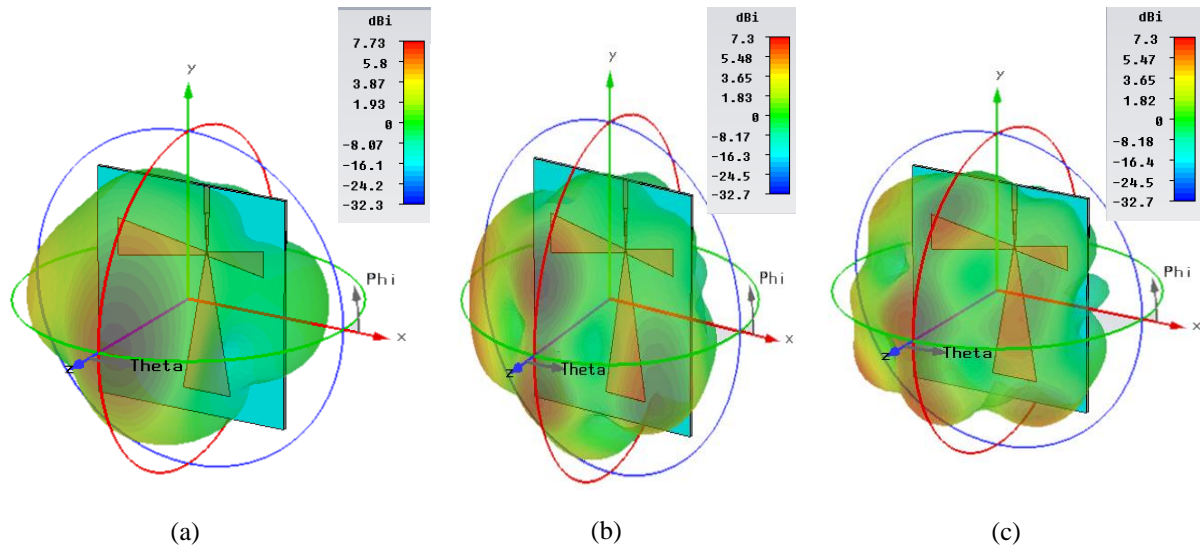 dBi
7.73
5.8
3.87
1.93
0
-8.07
-16.1
-24.2
-32.3
y
Phi
x
z
Theta
(a)
dBi
7.3
5.48
3.65
1.83
0
-8.17
-16.3
-24.5
-32.7
y
Phi
x
z
Theta
(b)
dBi
7.3
5.48
3.65
1.82
0
-8.18
-16.4
-24.5
-32.7
y
Phi
x
z
Theta
(c)